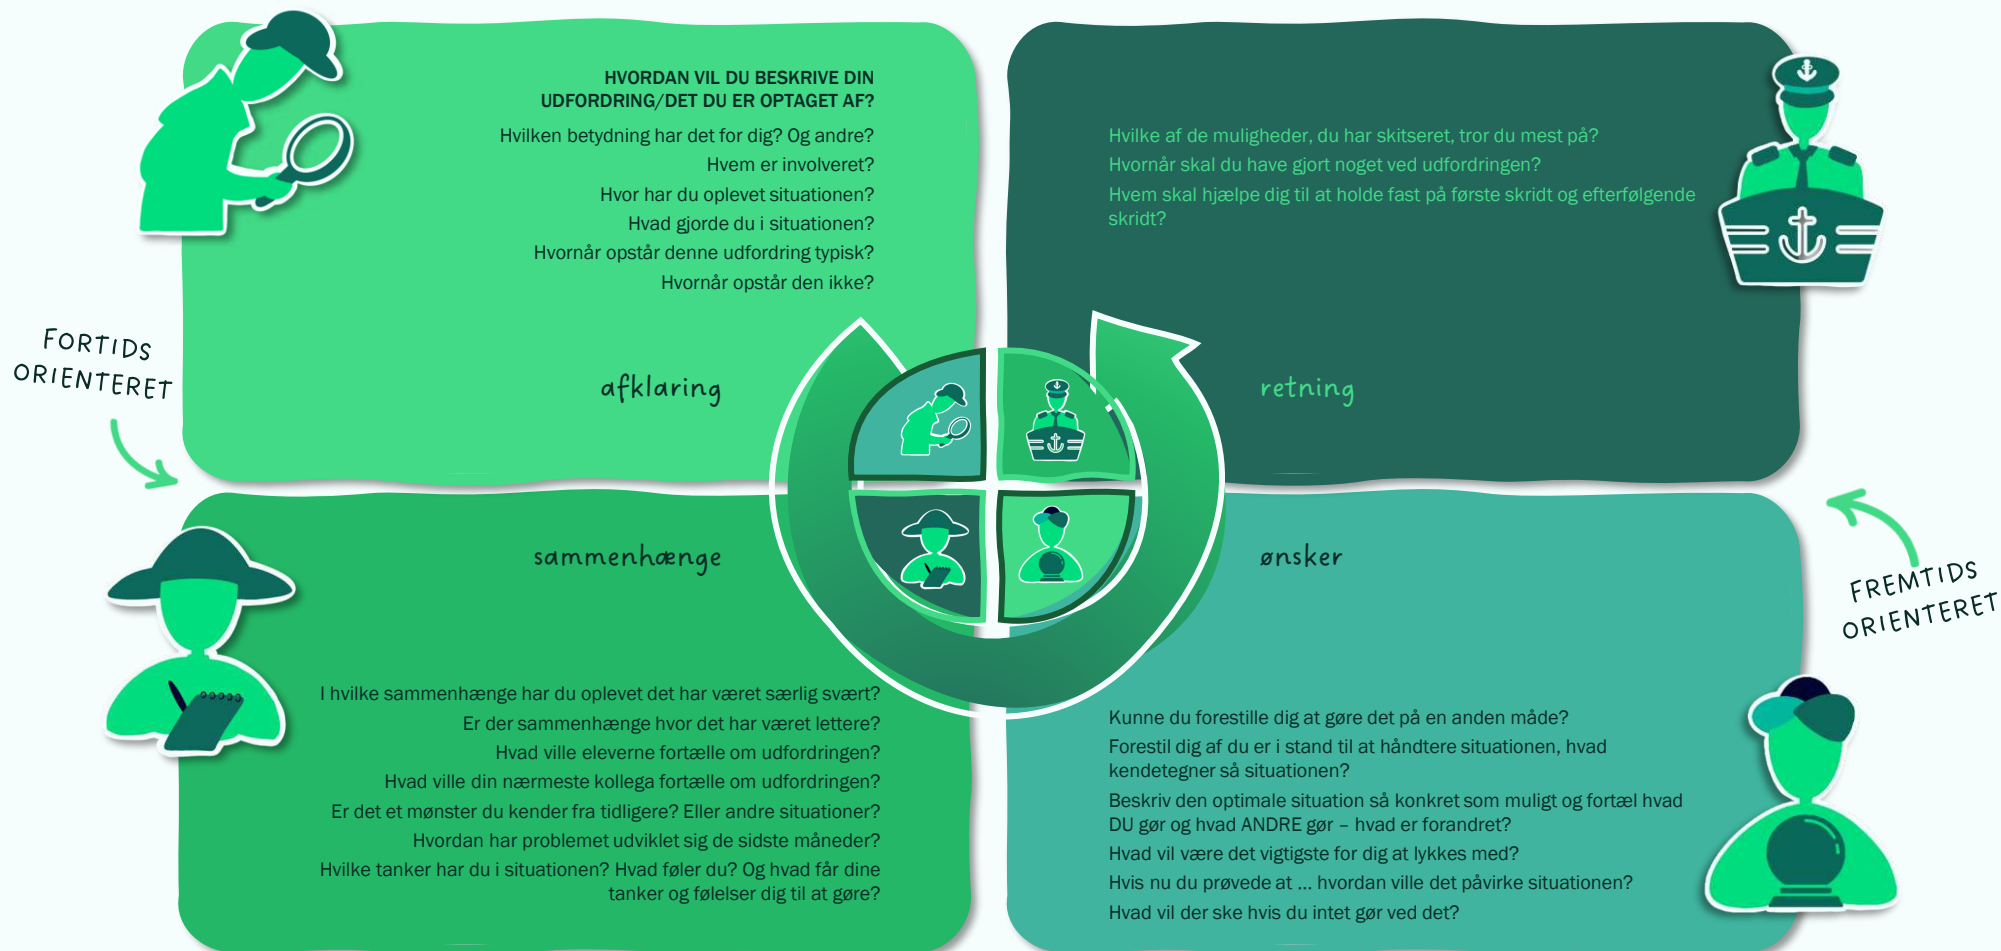 HVORDAN VIL DU BESKRIVE DIN
UDFORDRING/DET DU ER OPTAGET AF?
Hvilken betydning har det for dig? Og andre?
Hvem er involveret?
Hvor har du oplevet situationen?
Hvad gjorde du i situationen?
Hvornår opstår denne udfordring typisk?
Hvornår opstår den ikke?
afklaring
Hvilke af de muligheder, du har skitseret, tror du mest på?
Hvornår skal du have gjort noget ved udfordringen?
Hvem skal hjælpe dig til at holde fast på første skridt og efterfølgende
skridt?
retning
FORTIDS
ORIENTERET
sammenhænge
I hvilke sammenhænge har du oplevet det har været særlig svært?
Er der sammenhænge hvor det har været lettere?
Hvad ville eleverne fortælle om udfordringen?
Hvad ville din nærmeste kollega fortælle om udfordringen?
Er det et mønster du kender fra tidligere? Eller andre situationer?
Hvordan har problemet udviklet sig de sidste måneder?
Hvilke tanker har du i situationen? Hvad føler du? Og hvad får dine
tanker og følelser dig til at gøre?
ønsker
Kunne du forestille dig at gøre det på en anden måde?
Forestil dig af du er i stand til at håndtere situationen, hvad
kendetegner så situationen?
Beskriv den optimale situation så konkret som muligt og fortæl hvad
DU gør og hvad ANDRE gør – hvad er forandret?
Hvad vil være det vigtigste for dig at lykkes med?
Hvis nu du prøvede at ... hvordan ville det påvirke situationen?
Hvad vil der ske hvis du intet gør ved det?
FREMTIDS
ORIENTERET